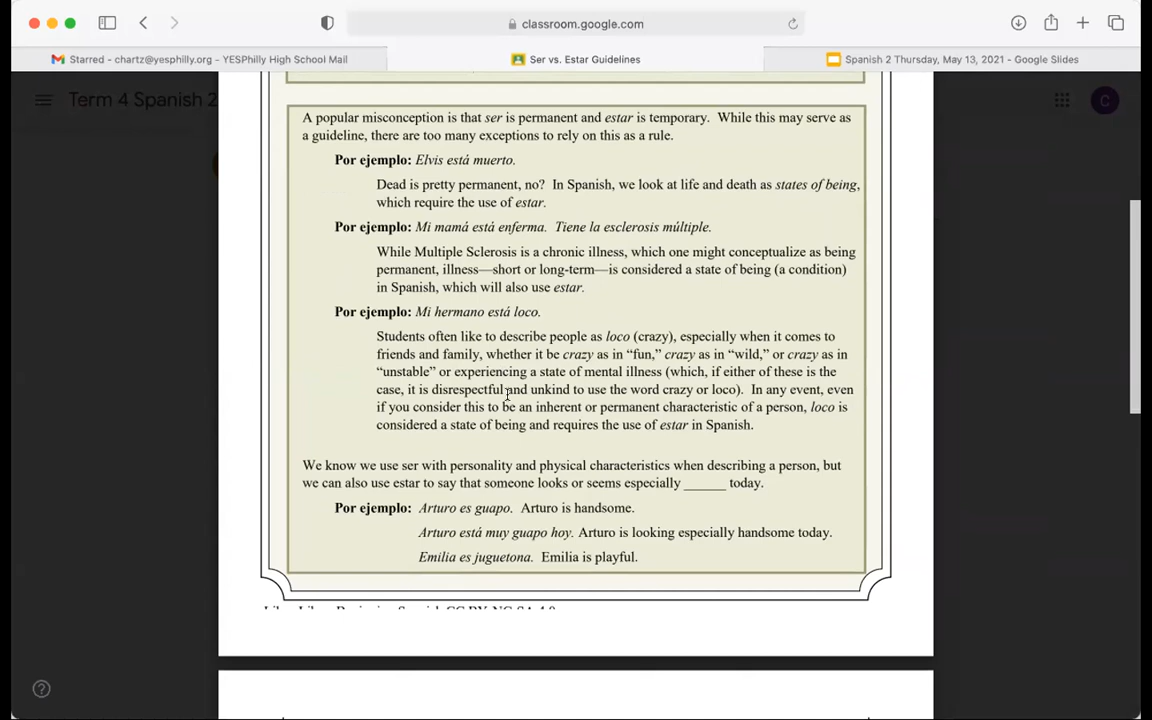 classroom.google.com
Starred - chartz@yesphilly.org - YESPhilly High School Mail
Ser vs. Estar Guidelines
Spanish 2 Thursday, May 13, 2021 - Google Slides
Term 4 Spanish 2
C
A popular misconception is that ser is permanent and estar is temporary. While this may serve as
a guideline, there are too many exceptions to rely on this as a rule.
Por ejemplo: Elvis está muerto.
Dead is pretty permanent, no? In Spanish, we look at life and death as states of being,
which require the use of estar.
Por ejemplo: Mi mamá está enferma. Tiene la esclerosis múltiple.
While Multiple Sclerosis is a chronic illness, which one might conceptualize as being
permanent, illness—short or long-term—is considered a state of being (a condition)
in Spanish, which will also use estar.
Por ejemplo: Mi hermano está loco.
Students often like to describe people as loco (crazy), especially when it comes to
friends and family, whether it be crazy as in “fun,” crazy as in “wild,” or crazy as in
“unstable” or experiencing a state of mental illness (which, if either of these is the
case, it is disrespectful and unkind to use the word crazy or loco). In any event, even
if you consider this to be an inherent or permanent characteristic of a person, loco is
considered a state of being and requires the use of estar in Spanish.
We know we use ser with personality and physical characteristics when describing a person, but
we can also use estar to say that someone looks or seems especially ______ today.
Por ejemplo: Arturo es guapo. Arturo is handsome.
Arturo está muy guapo hoy. Arturo is looking especially handsome today.
Emilia es juguetona. Emilia is playful.